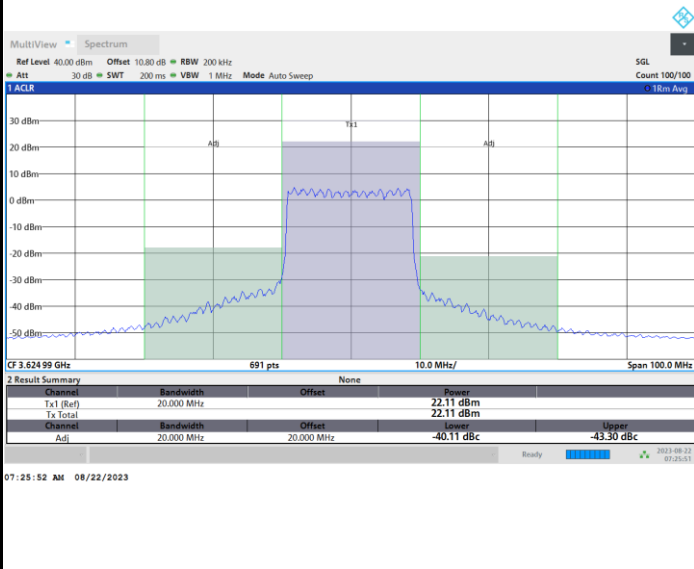 MultiView Spectrum
Ref Level 40.00 dBm Offset 10.80 dB RBW 200 kHz SGL
Att 30 dB SWT 200 ms VBW 1 MHz Mode Auto Sweep Count 100/100
1 ACLR 1Rm Avg
Tx1
Adj Adj
30 dBm
20 dBm
10 dBm
0 dBm
-10 dBm
-20 dBm
-30 dBm
-40 dBm
-50 dBm
CF 3.624 99 GHz 691 pts 10.0 MHz/ Span 100.0 MHz
2 Result Summary None
Channel Bandwidth Offset Power
Tx1 (Ref) 20.000 MHz 22.11 dBm
Tx Total 22.11 dBm
Channel Bandwidth Offset Lower Upper
Adj 20.000 MHz 20.000 MHz -40.11 dBc -43.30 dBc
Ready 2023-08-22
07:25:51
07:25:52 AM 08/22/2023